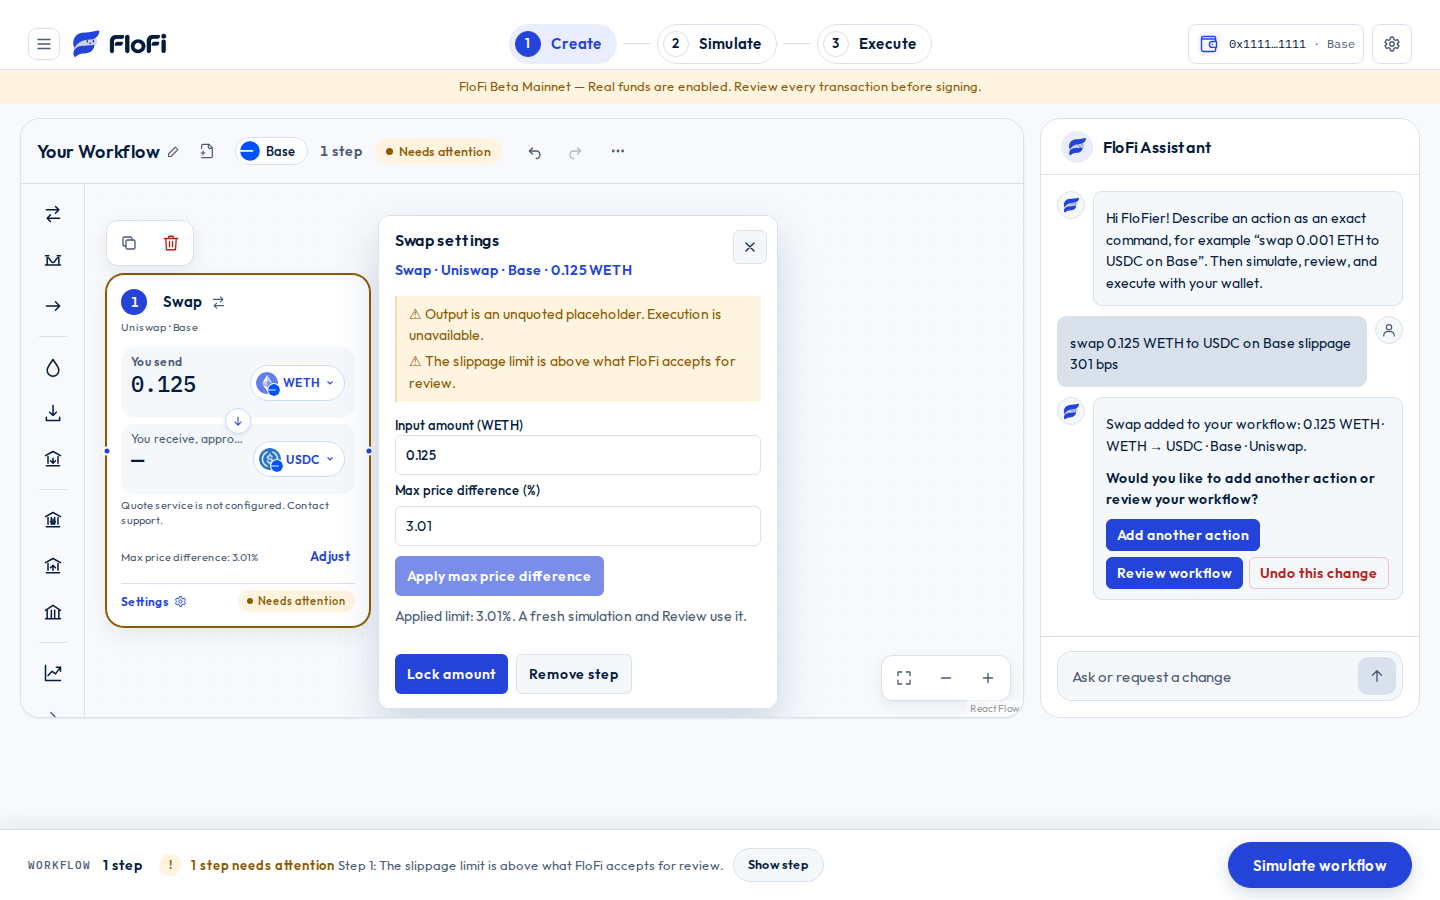 FloFi
1 Create
2 Simulate
3 Execute
0x1111…1111 · Base
FloFi Beta Mainnet — Real funds are enabled. Review every transaction before signing.
Your Workflow
Base
1 step
Needs attention
1 Swap
Uniswap · Base
You send
0.125
WETH
You receive, appro...
—
USDC
Quote service is not configured. Contact
support.
Max price difference: 3.01%
Adjust
Settings
Needs attention
Swap settings
Swap · Uniswap · Base · 0.125 WETH
⚠ Output is an unquoted placeholder. Execution is
unavailable.
⚠ The slippage limit is above what FloFi accepts for
review.
Input amount (WETH)
0.125
Max price difference (%)
3.01
Apply max price difference
Applied limit: 3.01%. A fresh simulation and Review use it.
Lock amount
Remove step
React Flow
FloFi Assistant
Hi FloFier! Describe an action as an exact
command, for example “swap 0.001 ETH to
USDC on Base”. Then simulate, review, and
execute with your wallet.
swap 0.125 WETH to USDC on Base slippage
301 bps
Swap added to your workflow: 0.125 WETH ·
WETH → USDC · Base · Uniswap.
Would you like to add another action or
review your workflow?
Add another action
Review workflow
Undo this change
Ask or request a change
WORKFLOW
1 step
! 1 step needs attention Step 1: The slippage limit is above what FloFi accepts for review.
Show step
Simulate workflow